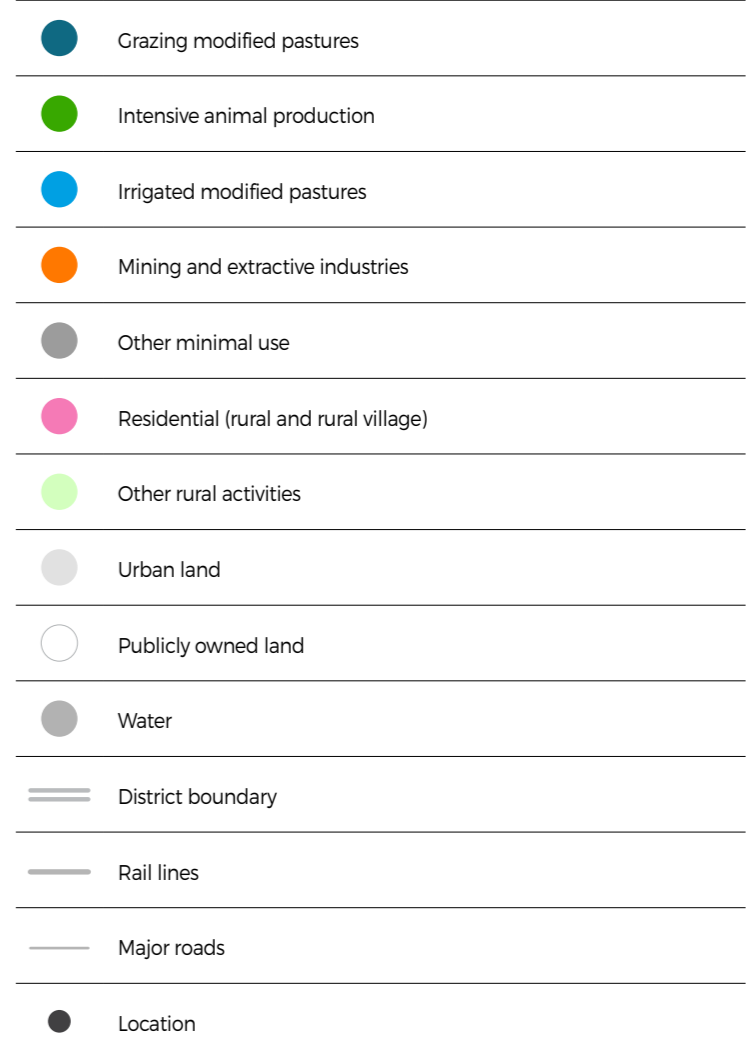 Grazing modified pastures
Intensive animal production
Irrigated modified pastures
Mining and extractive industries
Other minimal use
Residential (rural and rural village)
Other rural activities
Urban land
Publicly owned land
Water
District boundary
Rail lines
Major roads
Location